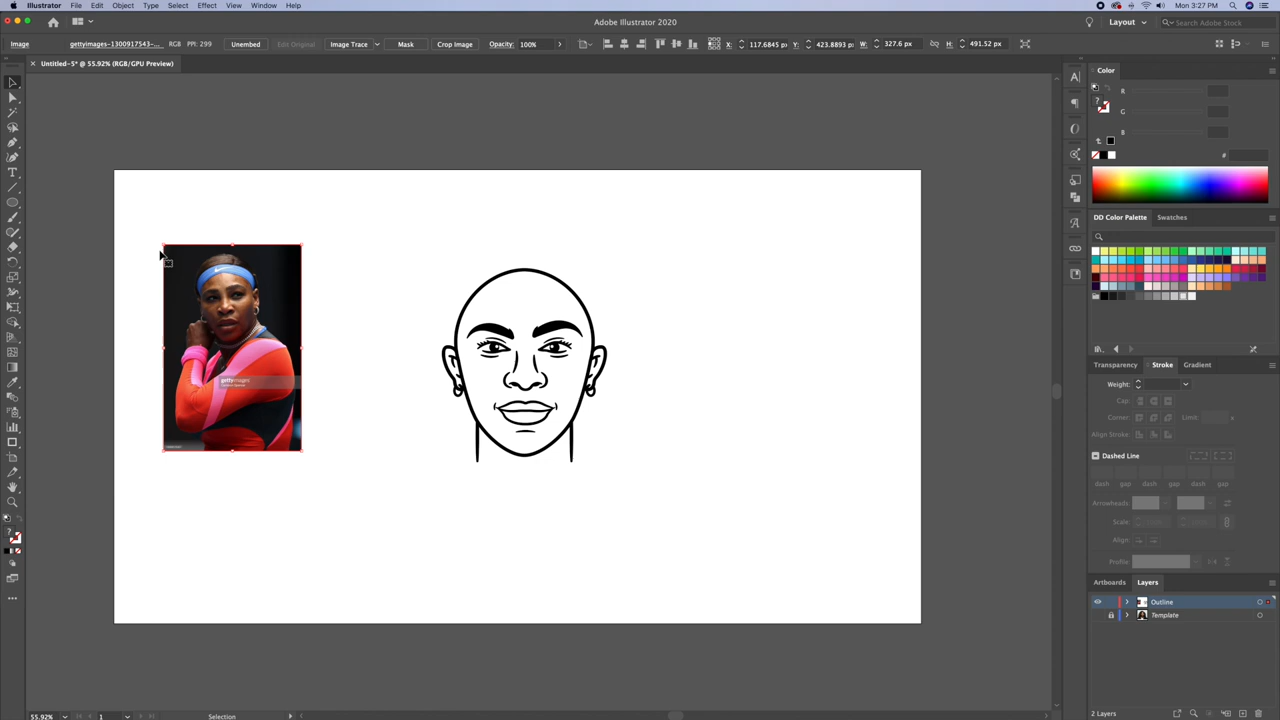 Illustrator File Edit Object Type Select Effect View Window Help
Mon 3:27 PM
Adobe Illustrator 2020
Layout
Search Adobe Stock
Image gettyimages-1300917543-... RGB PPI: 299 Unembed Edit Original Image Trace Mask Crop Image Opacity: 100% X: 117.6845 px Y: 423.8893 px W: 327.6 px H: 491.52 px
Untitled-5* @ 55.92% (RGB/GPU Preview)
Color
R
G
B
#
DD Color Palette Swatches
gettyimages
Transparency Stroke Gradient
Weight:
Cap:
Corner: Limit
Align Stroke:
Dashed Line
dash gap dash gap dash gap
Arrowheads:
Scale:
Align:
Profile:
Artboards Layers
Outline
Template
2 Layers
55.92% 1 Selection